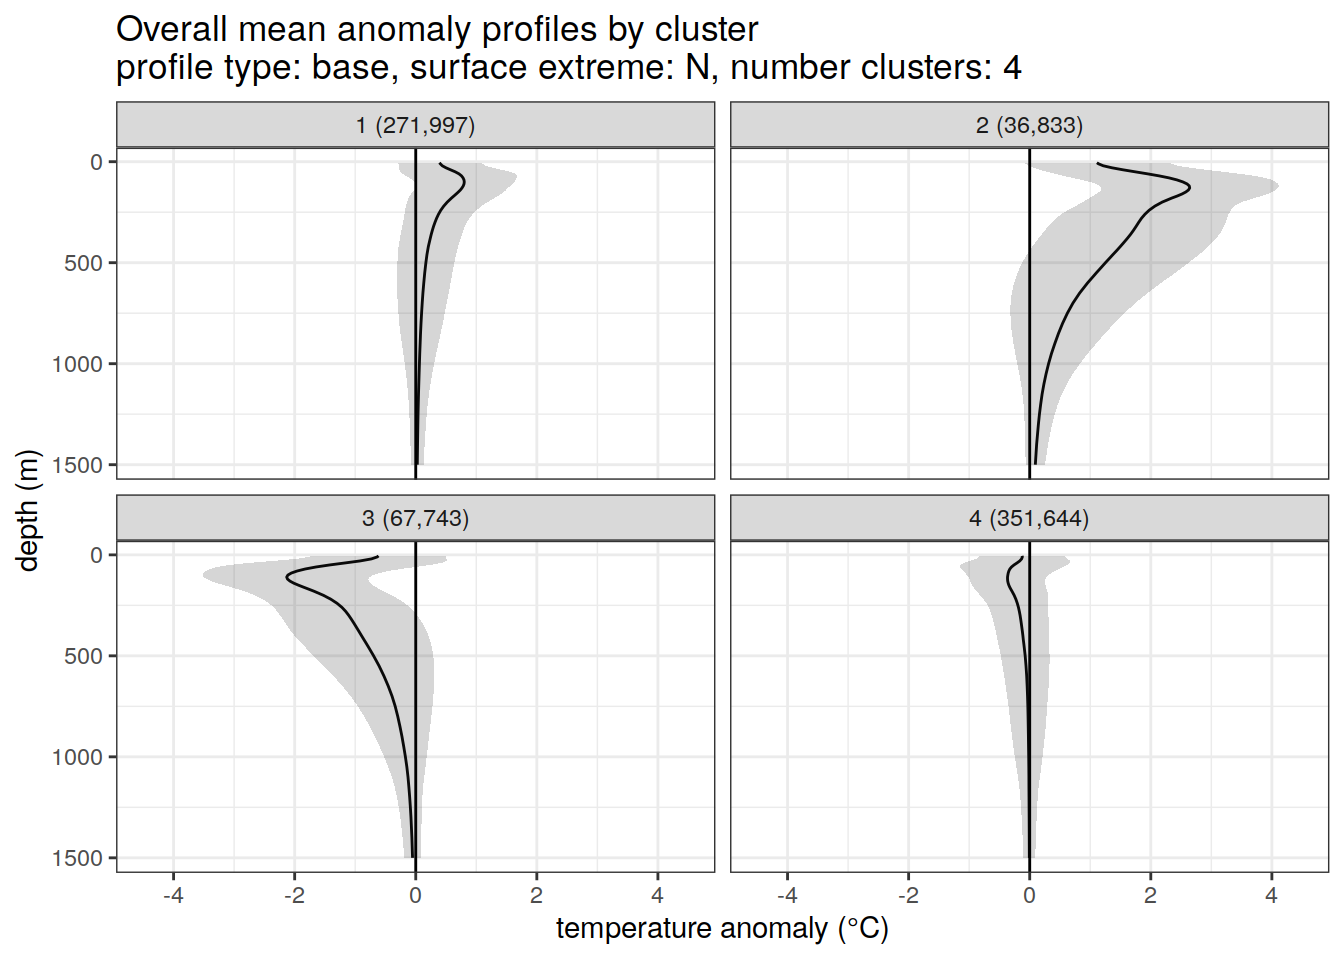 Overall mean anomaly profiles by cluster
profile type: base, surface extreme: N, number clusters: 4
1 (271,997)
2 (36,833)
0
500
1000
1500
3 (67,743)
4 (351,644)
0
500
1000
1500
depth (m)
-4 -2 0 2 4
-4 -2 0 2 4
temperature anomaly (°C)